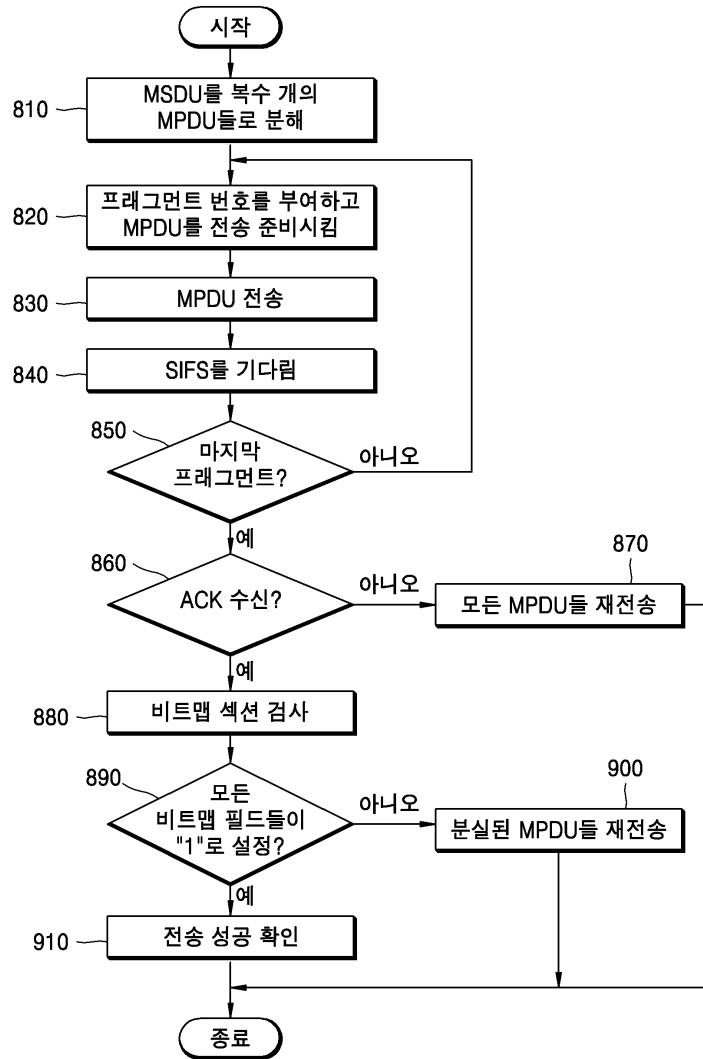 시작
810
MSDU를 복수 개의
MPDU들로 분해
820
프래그먼트 번호를 부여하고
MPDU를 전송 준비시킴
830
MPDU 전송
840
SIFS를 기다림
850
마지막
프래그먼트?
아니오
예
860
ACK 수신?
아니오
870
모든 MPDU들 재전송
예
880
비트맵 섹션 검사
890
모든
비트맵 필드들이
"1"로 설정?
아니오
900
분실된 MPDU들 재전송
예
910
전송 성공 확인
종료